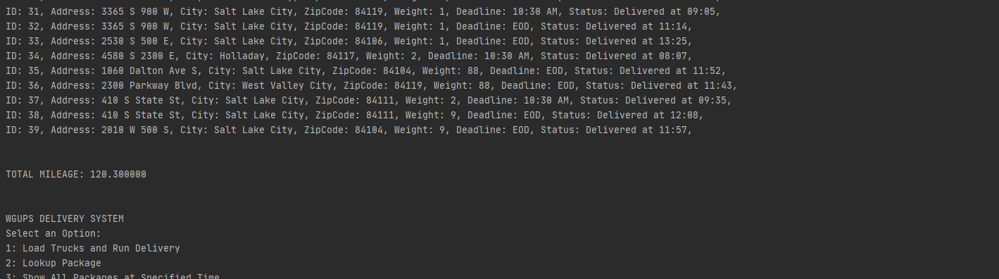 ID: 31, Address: 3365 S 900 W, City: Salt Lake City, ZipCode: 84119, Weight: 1, Deadline: 10:30 AM, Status: Delivered at 09:05,
ID: 32, Address: 3365 S 900 W, City: Salt Lake City, ZipCode: 84119, Weight: 1, Deadline: EOD, Status: Delivered at 11:14,
ID: 33, Address: 2530 S 500 E, City: Salt Lake City, ZipCode: 84106, Weight: 1, Deadline: EOD, Status: Delivered at 13:25,
ID: 34, Address: 4580 S 2300 E, City: Holladay, ZipCode: 84117, Weight: 2, Deadline: 10:30 AM, Status: Delivered at 08:07,
ID: 35, Address: 1060 Dalton Ave S, City: Salt Lake City, ZipCode: 84104, Weight: 88, Deadline: EOD, Status: Delivered at 11:52,
ID: 36, Address: 2300 Parkway Blvd, City: West Valley City, ZipCode: 84119, Weight: 88, Deadline: EOD, Status: Delivered at 11:43,
ID: 37, Address: 410 S State St, City: Salt Lake City, ZipCode: 84111, Weight: 2, Deadline: 10:30 AM, Status: Delivered at 09:35,
ID: 38, Address: 410 S State St, City: Salt Lake City, ZipCode: 84111, Weight: 9, Deadline: EOD, Status: Delivered at 12:08,
ID: 39, Address: 2010 W 500 S, City: Salt Lake City, ZipCode: 84104, Weight: 9, Deadline: EOD, Status: Delivered at 11:57,
TOTAL MILEAGE: 120.300000
WGUPS DELIVERY SYSTEM
Select an Option:
1: Load Trucks and Run Delivery
2: Lookup Package
3: Show All Packages at Specified Time